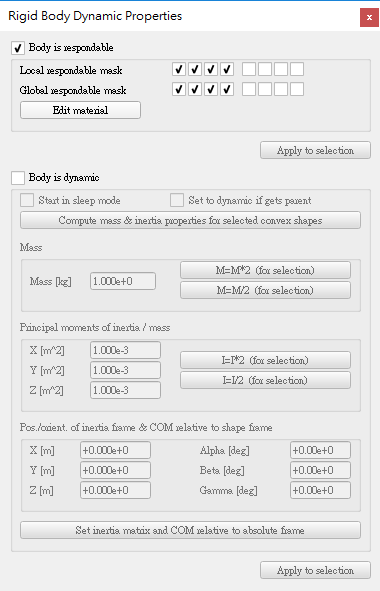 Rigid Body Dynamic Properties
x
Body is respondable
Local respondable mask
Global respondable mask
Edit material
Apply to selection
Body is dynamic
Start in sleep mode Set to dynamic if gets parent
Compute mass & inertia properties for selected convex shapes
Mass
Mass [kg] 1.000e+0 M=M*2 (for selection)
M=M/2 (for selection)
Principal moments of inertia / mass
X [m^2] 1.000e-3
Y [m^2] 1.000e-3
Z [m^2] 1.000e-3
I=I*2 (for selection)
I=I/2 (for selection)
Pos./orient. of inertia frame & COM relative to shape frame
X [m] +0.000e+0 Alpha [deg] +0.00e+0
Y [m] +0.000e+0 Beta [deg] +0.00e+0
Z [m] +0.000e+0 Gamma [deg] +0.00e+0
Set inertia matrix and COM relative to absolute frame
Apply to selection